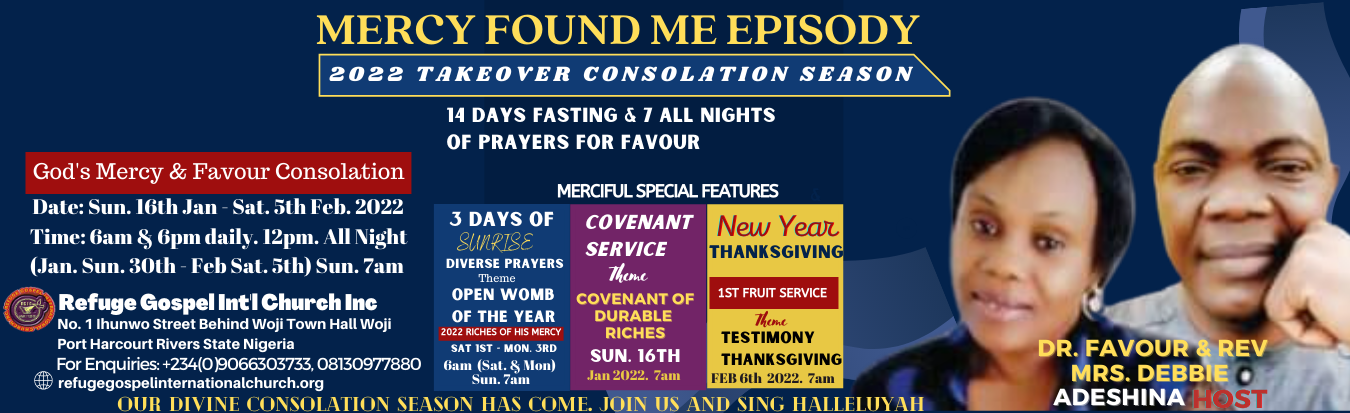 MERCY FOUND ME EPISODY
2022 TAKEOVER CONSOLATION SEASON
14 DAYS FASTING & 7 ALL NIGHTS
OF PRAYERS FOR FAVOUR
God's Mercy & Favour Consolation
Date: Sun. 16th Jan - Sat. 5th Feb. 2022
Time: 6am & 6pm daily. 12pm. All Night
(Jan. Sun. 30th - Feb Sat. 5th) Sun. 7am
Refuge Gospel Int'l Church Inc
No. 1 Ihunwo Street Behind Woji Town Hall Woji
Port Harcourt Rivers State Nigeria
For Enquiries: +234(0)9066303733, 08130977880
refugegospelinternationalchurch.org
MERCIFUL SPECIAL FEATURES
3 DAYS OF
SUNRISE
DIVERSE PRAYERS
Theme
OPEN WOMB
OF THE YEAR
2022 RICHES OF HIS MERCY
SAT 1ST - MON. 3RD
6am (Sat. & Mon)
Sun. 7am
COVENANT
SERVICE
Theme
COVENANT OF
DURABLE
RICHES
SUN. 16TH
Jan 2022. 7am
New Year
THANKSGIVING
1ST FRUIT SERVICE
Theme
TESTIMONY
THANKSGIVING
FEB 6th 2022. 7am
DR. FAVOUR & REV
MRS. DEBBIE
ADESHINA HOST
OUR DIVINE CONSOLATION SEASON HAS COME. JOIN US AND SING HALLELUYAH